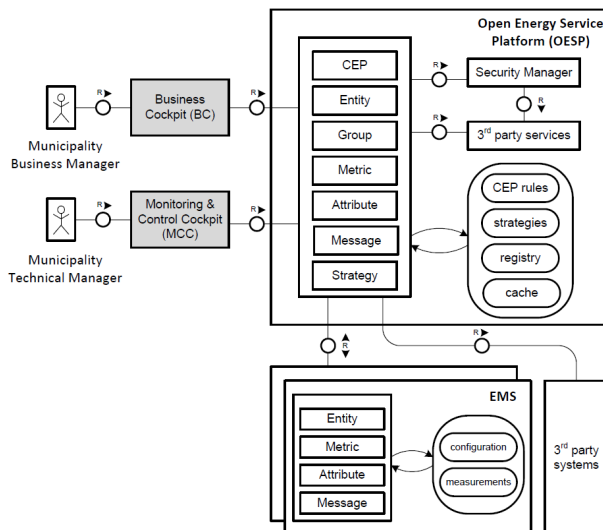 Open Energy Service
Platform (OESP)
CEP
Entity
Group
Metric
Attribute
Message
Strategy
R
Security Manager
R
R
3rd party services
CEP rules
strategies
registry
cache
R
Business
Cockpit (BC)
R
Municipality
Business Manager
R
Monitoring &
Control Cockpit
(MCC)
R
Municipality
Technical Manager
R
R
EMS
Entity
Metric
Attribute
Message
configuration
measurements
3rd party
systems